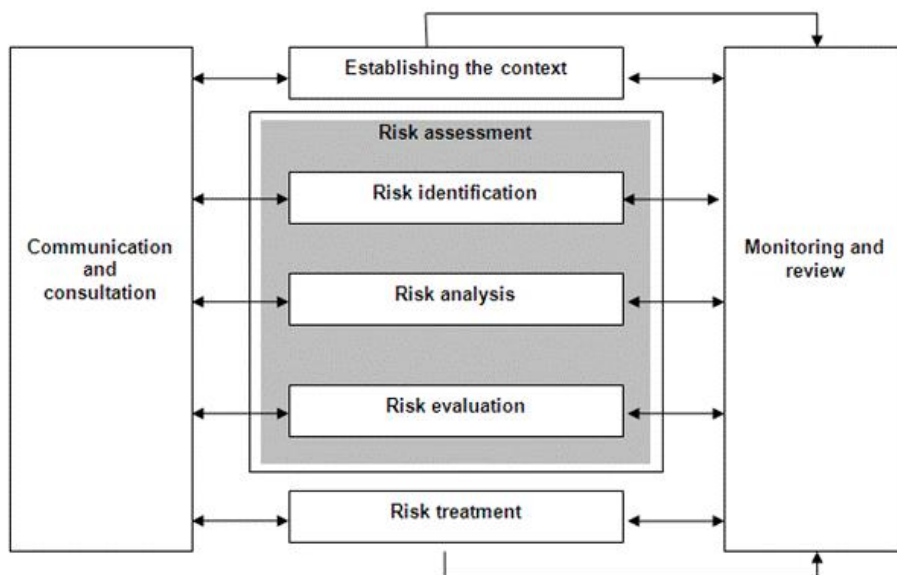 Establishing the context
Risk assessment
Risk identification
Communication
and
consultation
Monitoring and
review
Risk analysis
Risk evaluation
Risk treatment